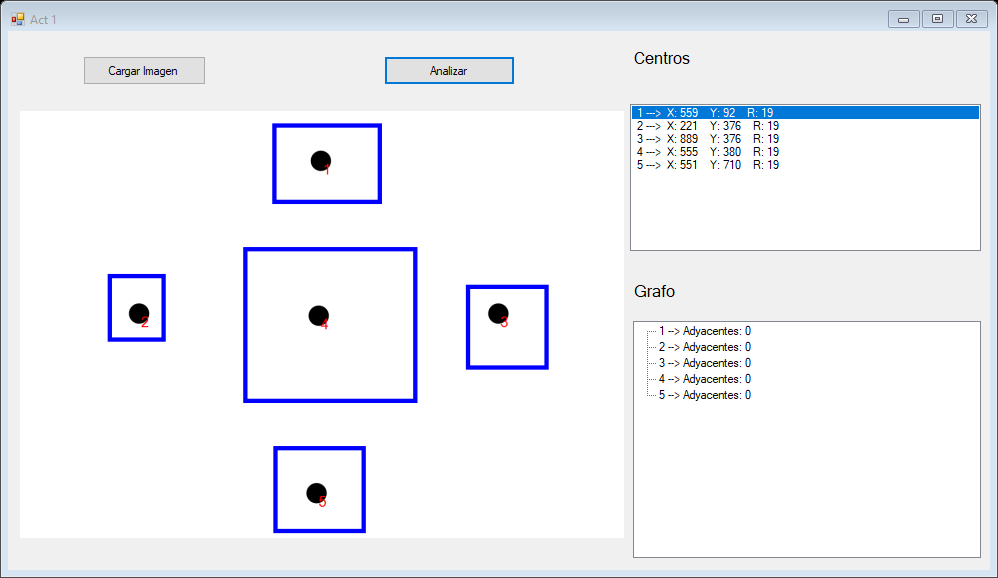 Act 1
Cargar Imagen
Analizar
Centros
1 ---> X: 559 Y: 92 R: 19
2 ---> X: 221 Y: 376 R: 19
3 ---> X: 889 Y: 376 R: 19
4 ---> X: 555 Y: 380 R: 19
5 ---> X: 551 Y: 710 R: 19
1
2
4
3
5
Grafo
1 --> Adyacentes: 0
2 --> Adyacentes: 0
3 --> Adyacentes: 0
4 --> Adyacentes: 0
5 --> Adyacentes: 0